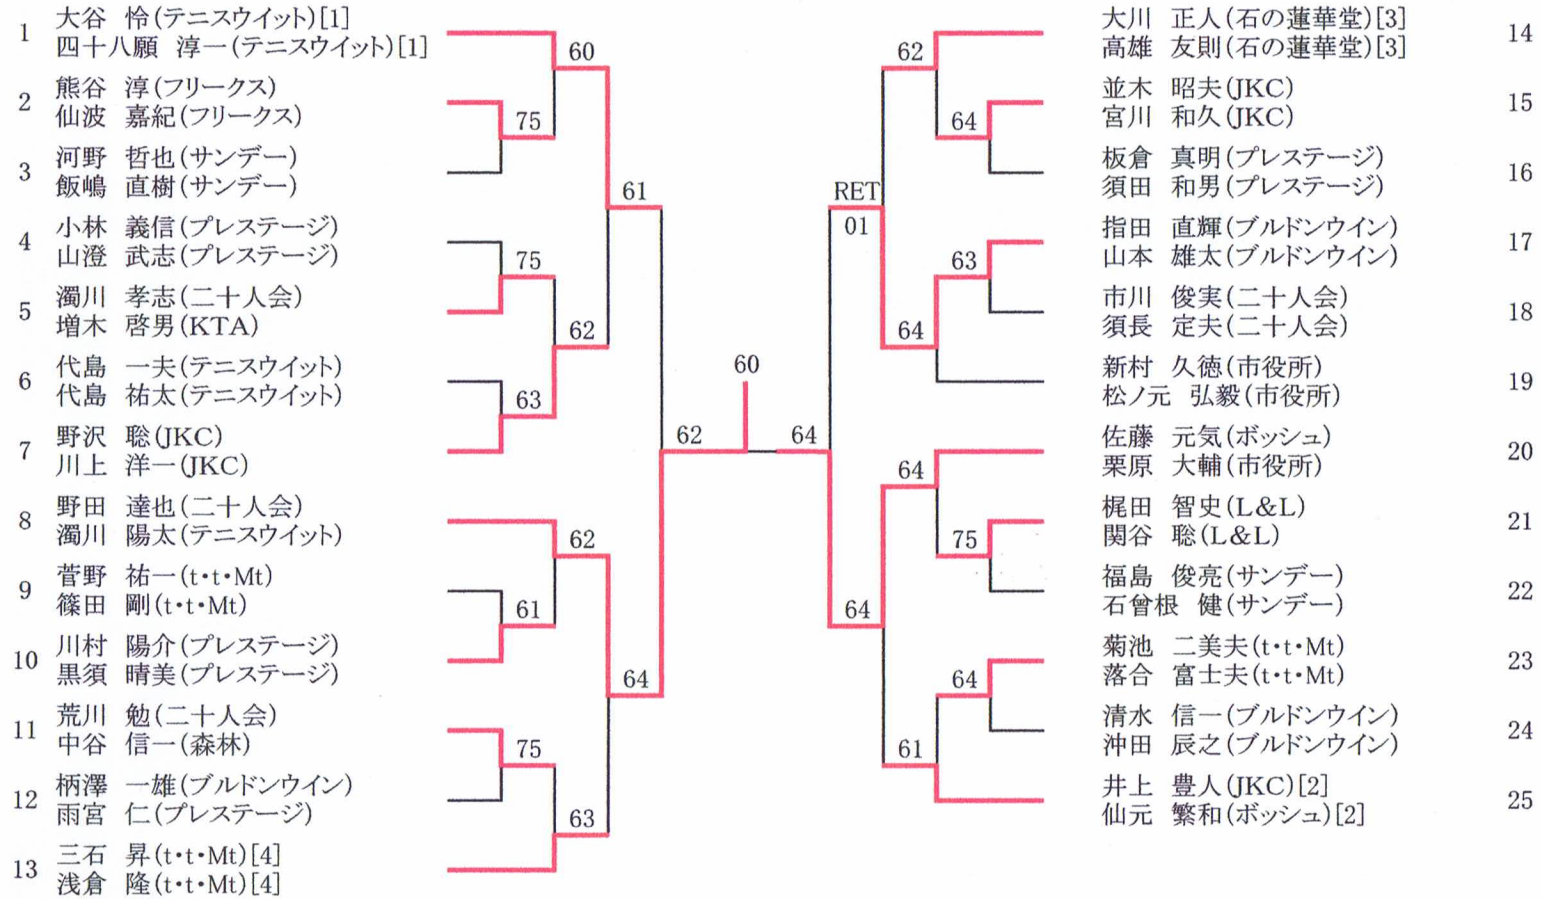 1
大谷 怜(テニスウイット)[1]
四十八願 淳一(テニスウイット)[1]
2
熊谷 淳(フリークス)
仙波 嘉紀(フリークス)
3
河野 哲也(サンデー)
飯嶋 直樹(サンデー)
4
小林 義信(プレステージ)
山澄 武志(プレステージ)
5
濁川 孝志(二十人会)
増木 啓男(KTA)
6
代島 一夫(テニスウイット)
代島 祐太(テニスウイット)
7
野沢 聡(JKC)
川上 洋一(JKC)
8
野田 達也(二十人会)
濁川 陽太(テニスウイット)
9
菅野 祐一(t・t・Mt)
篠田 剛(t・t・Mt)
10
川村 陽介(プレステージ)
黒須 晴美(プレステージ)
11
荒川 勉(二十人会)
中谷 信一(森林)
12
柄澤 一雄(ブルドンウイン)
雨宮 仁(プレステージ)
13
三石 昇(t・t・Mt)[4]
浅倉 隆(t・t・Mt)[4]
60
75
61
75
62
63
62
62
61
64
75
63
60
64
62
64
RET
01
63
64
64
75
64
64
61
大川 正人(石の蓮華堂)[3]
高雄 友則(石の蓮華堂)[3]
14
並木 昭夫(JKC)
宮川 和久(JKC)
15
板倉 真明(プレステージ)
須田 和男(プレステージ)
16
指田 直輝(ブルドンウイン)
山本 雄太(ブルドンウイン)
17
市川 俊実(二十人会)
須長 定夫(二十人会)
18
新村 久徳(市役所)
松ノ元 弘毅(市役所)
19
佐藤 元気(ボッシュ)
栗原 大輔(市役所)
20
梶田 智史(L&L)
関谷 聡(L&L)
21
福島 俊亮(サンデー)
石曾根 健(サンデー)
22
菊池 二美夫(t・t・Mt)
落合 富士夫(t・t・Mt)
23
清水 信一(ブルドンウイン)
沖田 辰之(ブルドンウイン)
24
井上 豊人(JKC)[2]
仙元 繁和(ボッシュ)[2]
25